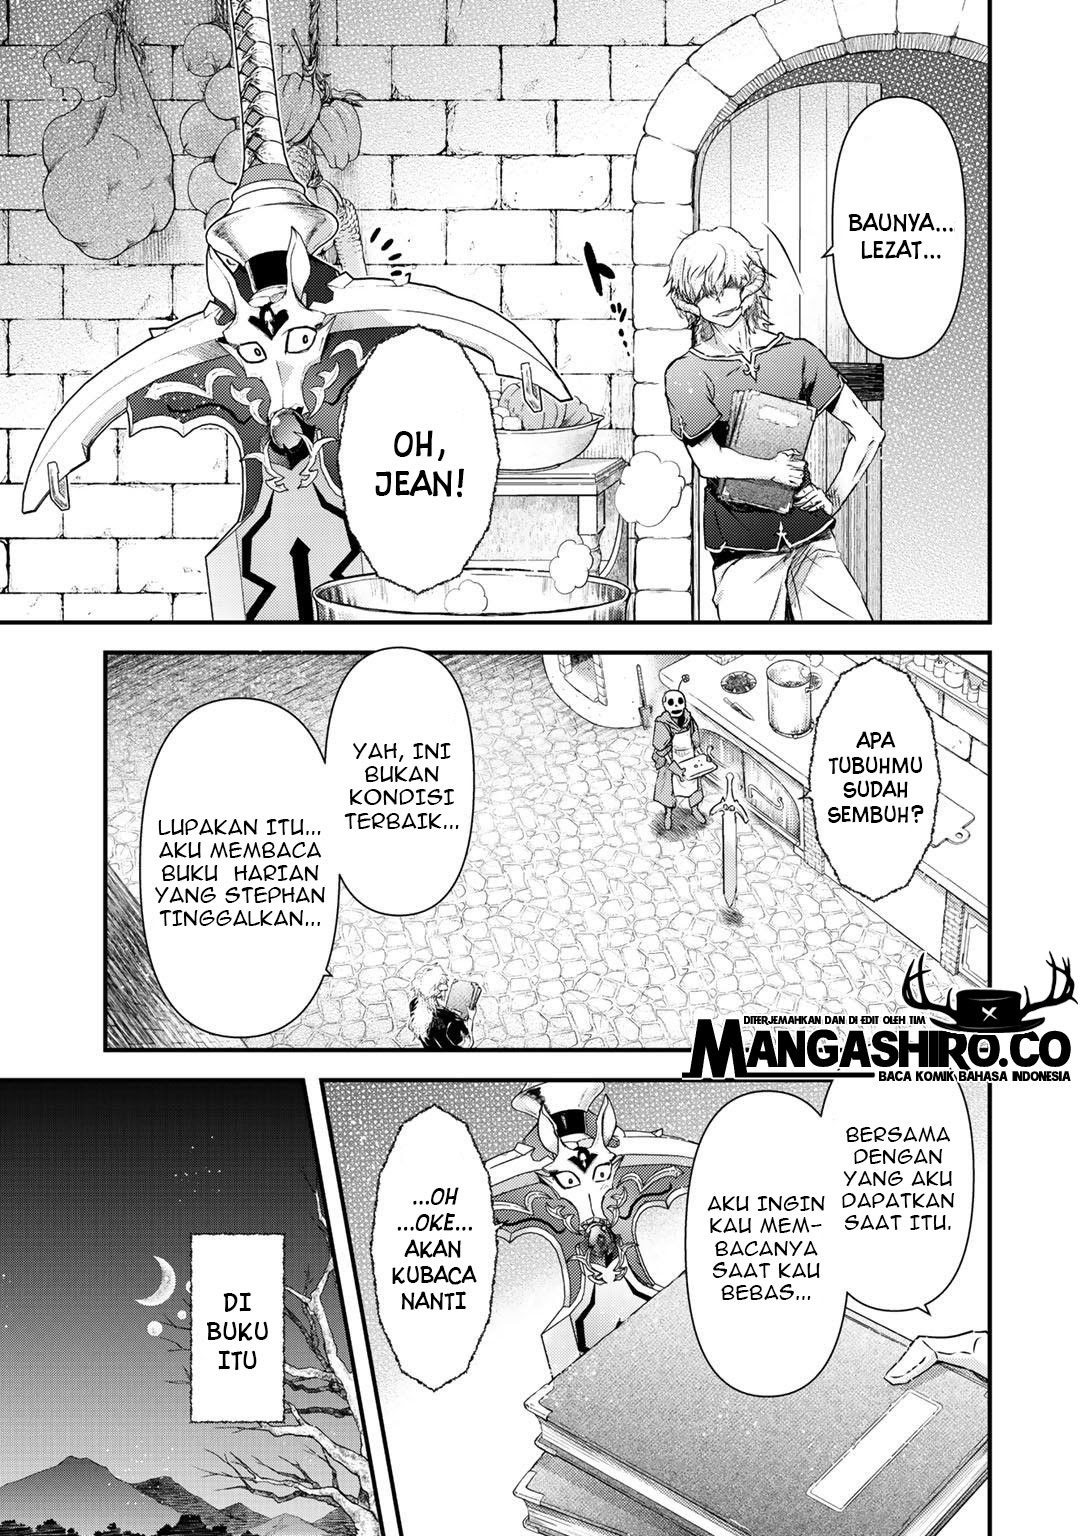 BAUNYA...
LEZAT...
ト...
OH,
JEAN!
APA
TUBUHMU
SUDAH
SEMBUH?
YAH, INI
BUKAN
KONDISI
TERBAIK...
LUPAKAN ITU...
AKU MEMBACA
BUKU HARIAN
YANG STEPHAN
TINGGALKAN...
DITERJEMAHKAN DAN DI EDIT OLEH TIM
MANGASHIRO.CO
BACA KOMIK BAHASA INDONESIA
BERSAMA
DENGAN
YANG AKU
DAPATKAN
SAAT ITU.
AKU INGIN
KAU MEM-
BACANYA
SAAT KAU
BEBAS...
...OH
...OKE...
AKAN
KUBACA
NANTI
DI
BUKU
ITU